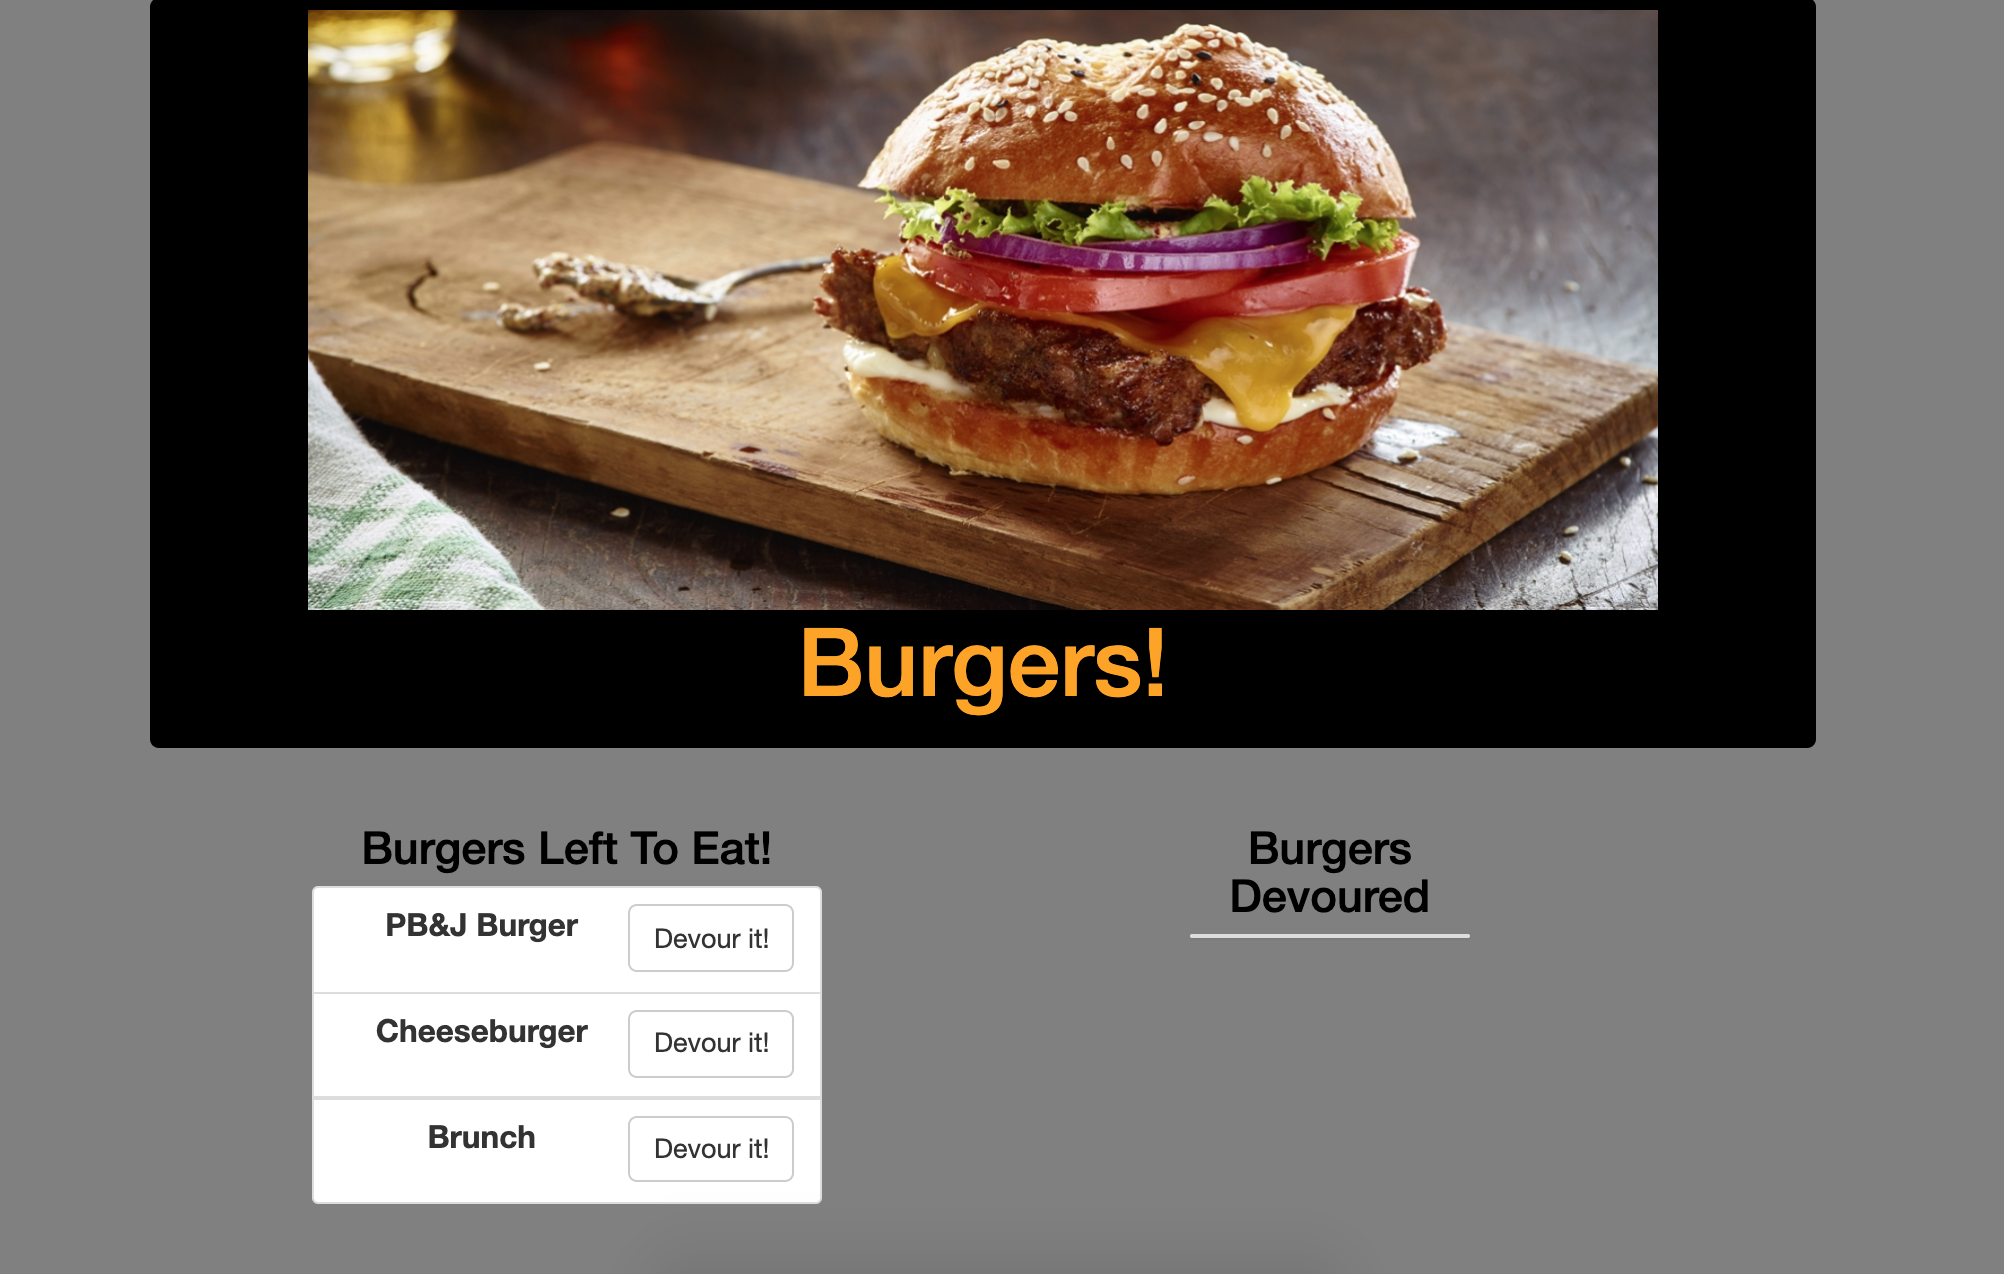 Burgers!
Burgers Left To Eat!
PB&J Burger
Devour it!
Cheeseburger
Devour it!
Brunch
Devour it!
Burgers
Devoured